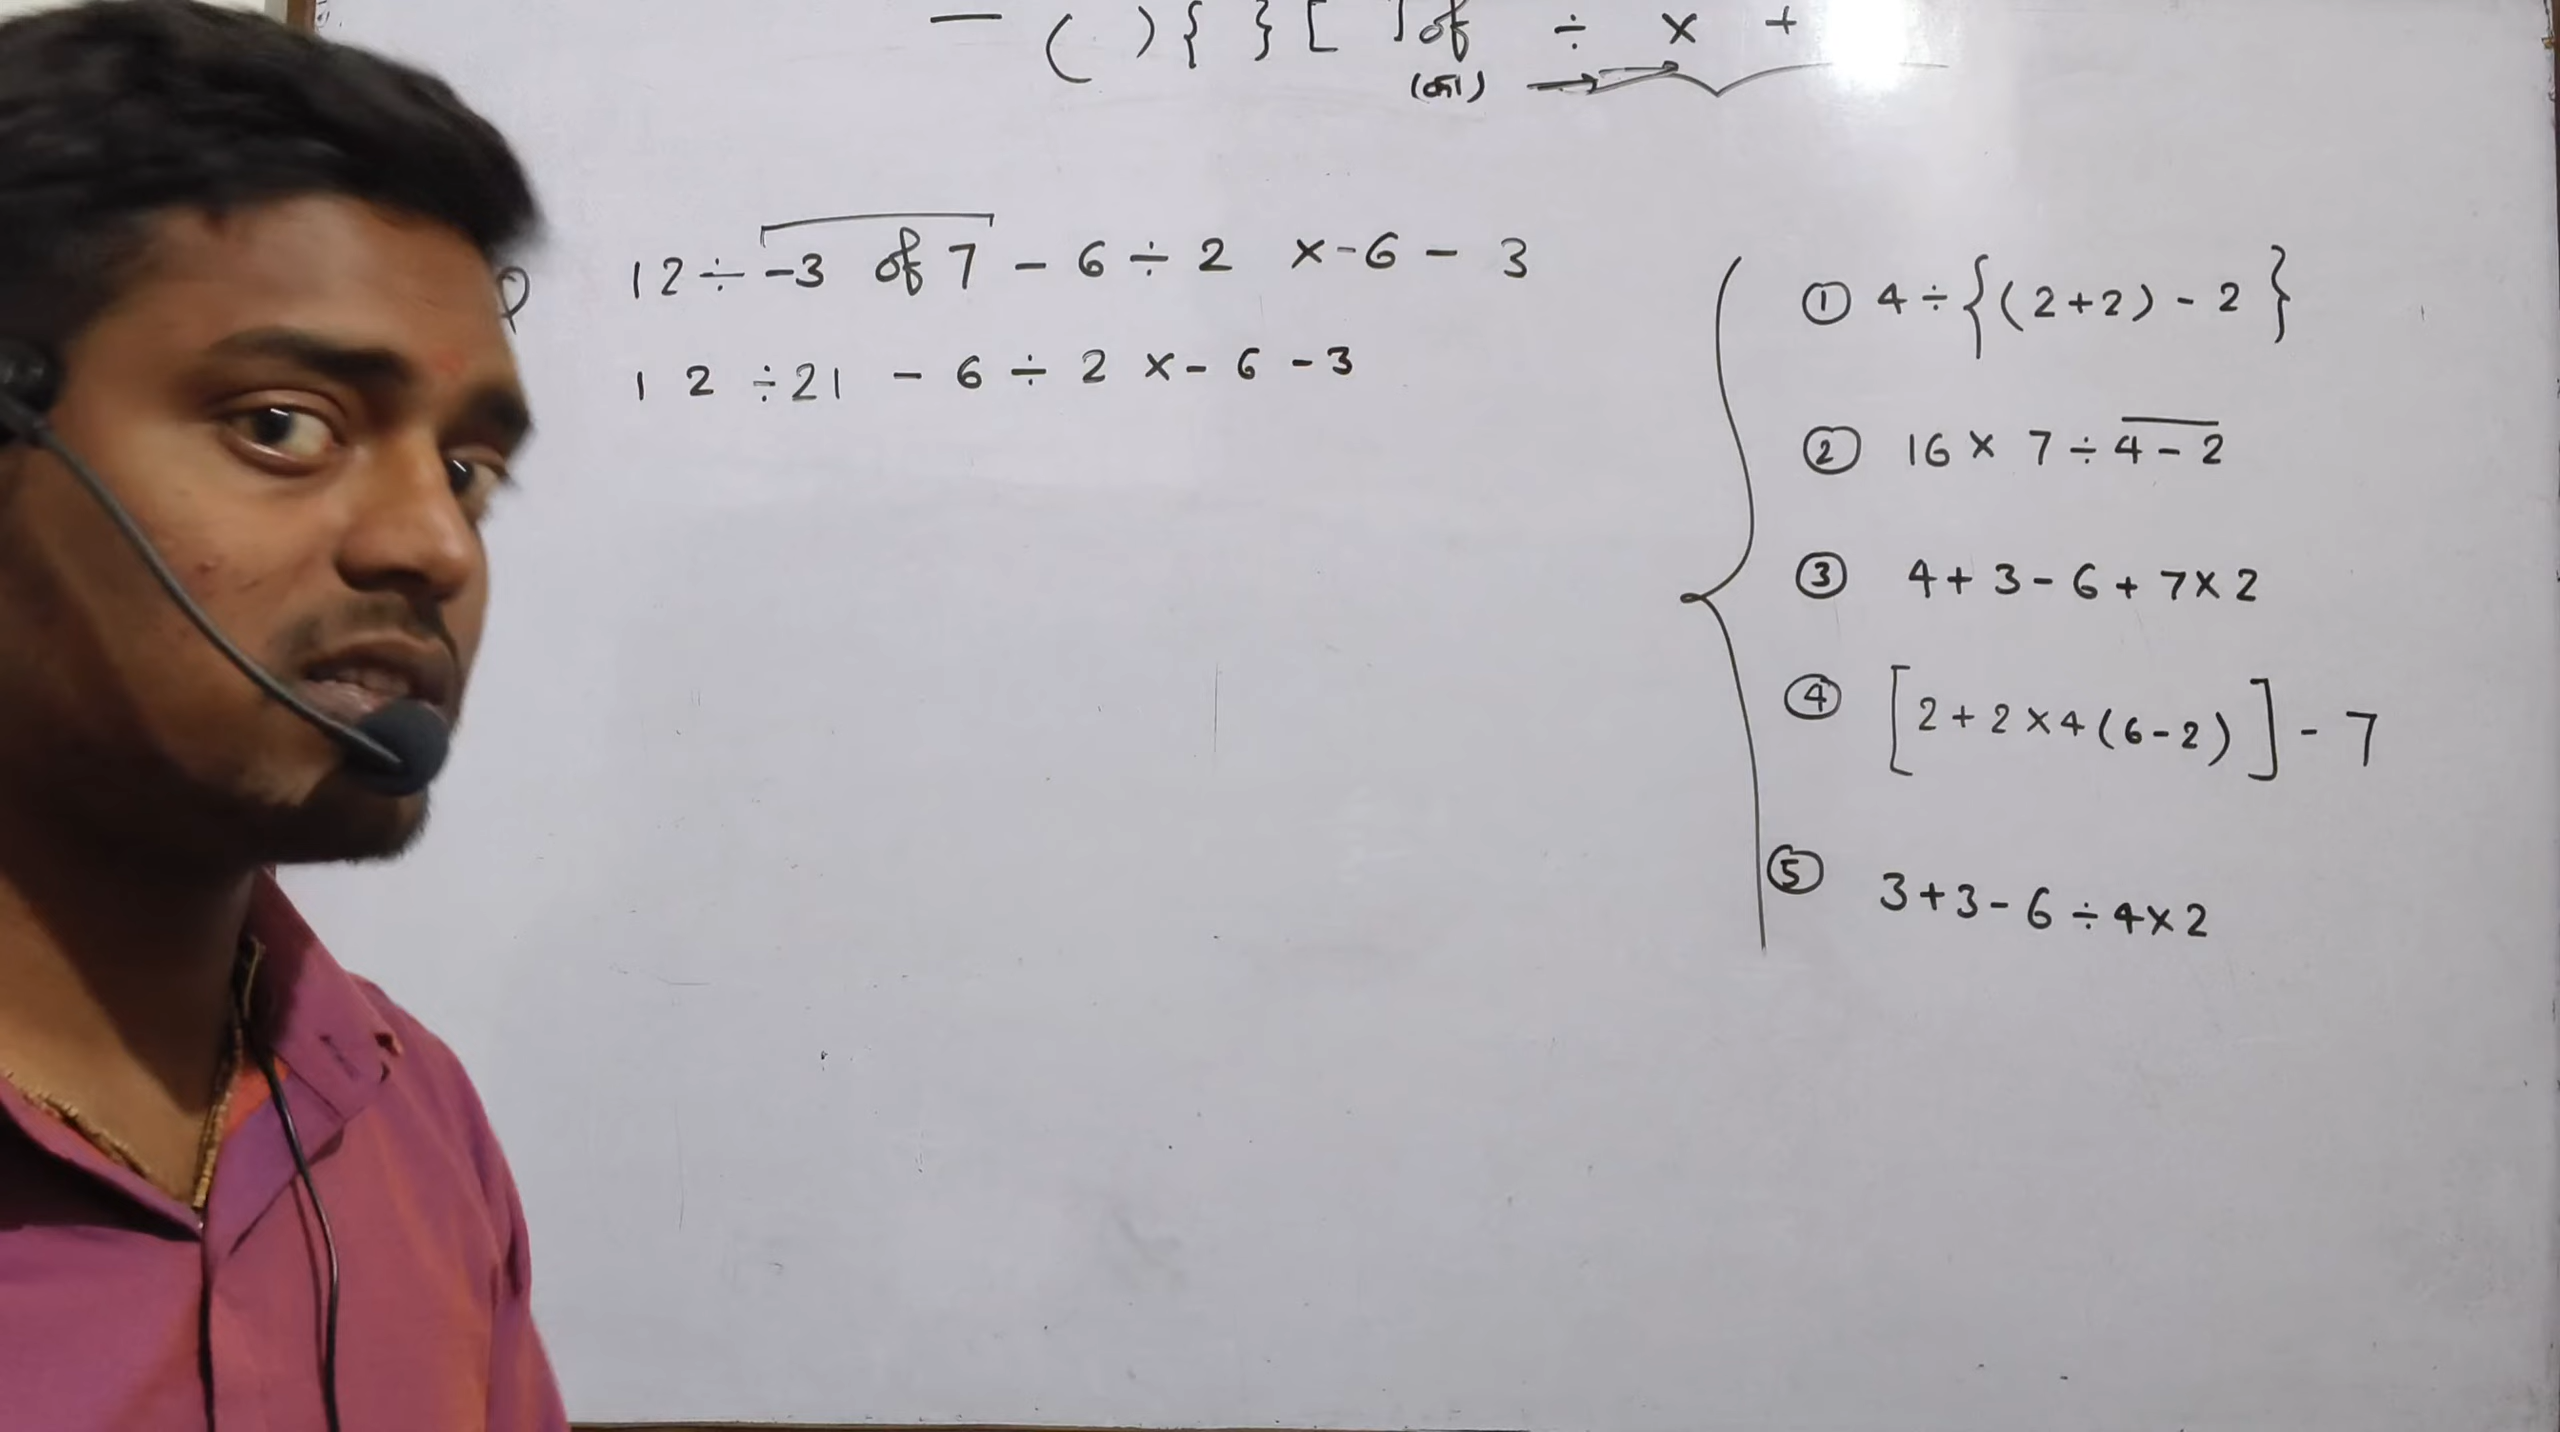 — ( ) { } [ ] of ÷ × +
(का)
Q 12 ÷ -3 of 7 - 6 ÷ 2 × -6 - 3
12 ÷ 21 - 6 ÷ 2 × - 6 - 3
① 4 ÷ {(2+2) - 2}
② 16 × 7 ÷ 4 - 2
③ 4 + 3 - 6 + 7 × 2
④ [2 + 2 × 4 (6 - 2)] - 7
⑤ 3 + 3 - 6 ÷ 4 × 2